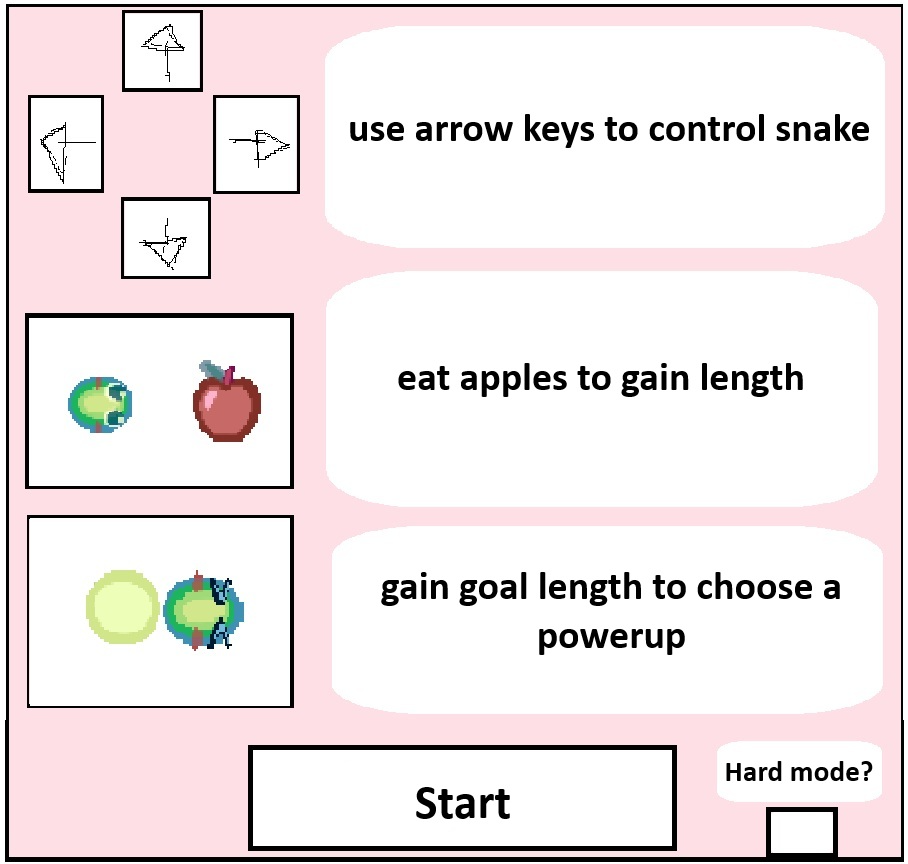 use arrow keys to control snake
eat apples to gain length
gain goal length to choose a
powerup
Start
Hard mode?